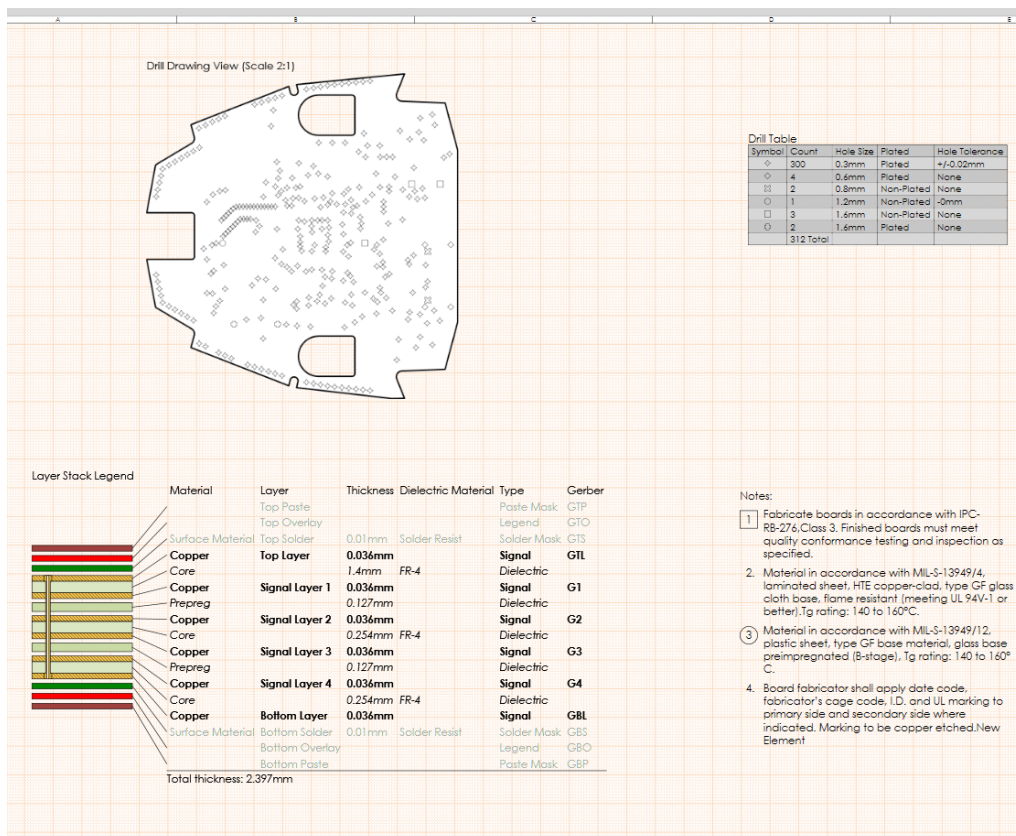 A B C D E
Drill Drawing View (Scale 2:1)
Drill Table
Symbol Count Hole Size Plated Hole Tolerance
300 0.3mm Plated +/-0.02mm
4 0.6mm Plated None
2 0.8mm Non-Plated None
1 1.2mm Non-Plated -0mm
3 1.6mm Non-Plated None
2 1.6mm Plated None
312 Total
Layer Stack Legend
Material Layer Thickness Dielectric Material Type Gerber
Top Paste Paste Mask GTP
Top Overlay Legend GTO
Surface Material Top Solder 0.01mm Solder Resist Solder Mask GTS
Copper Top Layer 0.036mm Signal GTL
Core 1.4mm FR-4 Dielectric
Copper Signal Layer 1 0.036mm Signal G1
Prepreg 0.127mm Dielectric
Copper Signal Layer 2 0.036mm Signal G2
Core 0.254mm FR-4 Dielectric
Copper Signal Layer 3 0.036mm Signal G3
Prepreg 0.127mm Dielectric
Copper Signal Layer 4 0.036mm Signal G4
Core 0.254mm FR-4 Dielectric
Copper Bottom Layer 0.036mm Signal GBL
Surface Material Bottom Solder 0.01mm Solder Resist Solder Mask GBS
Bottom Overlay Legend GBO
Bottom Paste Paste Mask GBP
Total thickness: 2.397mm
Notes:
1 Fabricate boards in accordance with IPC-
RB-276,Class 3. Finished boards must meet
quality conformance testing and inspection as
specified.
2. Material in accordance with MIL-S-13949/4,
laminated sheet, HTE copper-clad, type GF glass
cloth base, flame resistant (meeting UL 94V-1 or
better).Tg rating: 140 to 160°C.
3 Material in accordance with MIL-S-13949/12,
plastic sheet, type GF base material, glass base
preimpregnated (B-stage), Tg rating: 140 to 160°
C.
4. Board fabricator shall apply date code,
fabricator's cage code, I.D. and UL marking to
primary side and secondary side where
indicated. Marking to be copper etched.New
Element